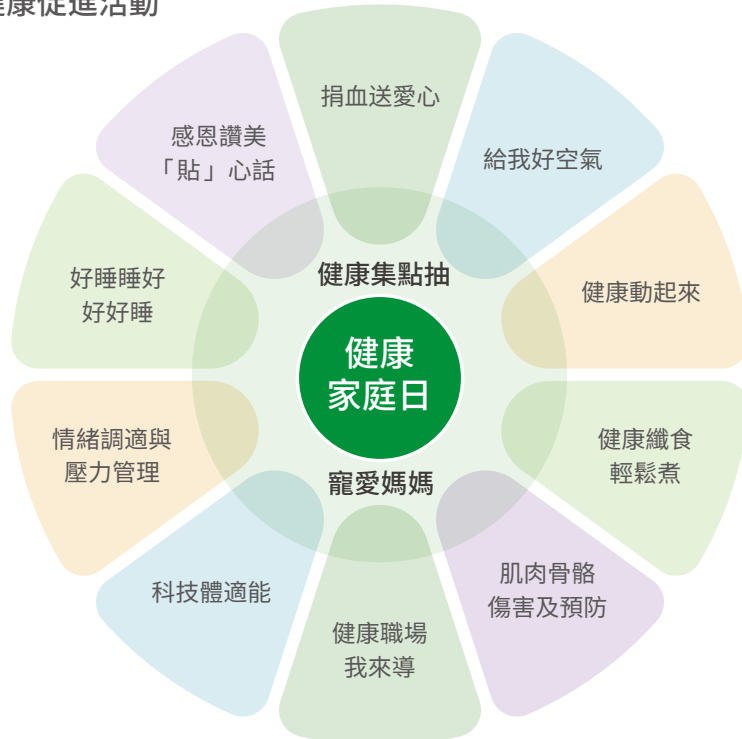 健康促進活動
捐血送愛心
給我好空氣
健康動起來
健康纖食
輕鬆煮
肌肉骨骼
傷害及預防
健康職場
我來導
科技體適能
情緒調適與
壓力管理
好睡睡好
好好睡
感恩讚美
「貼」心話
健康集點抽
健康
家庭日
寵愛媽媽